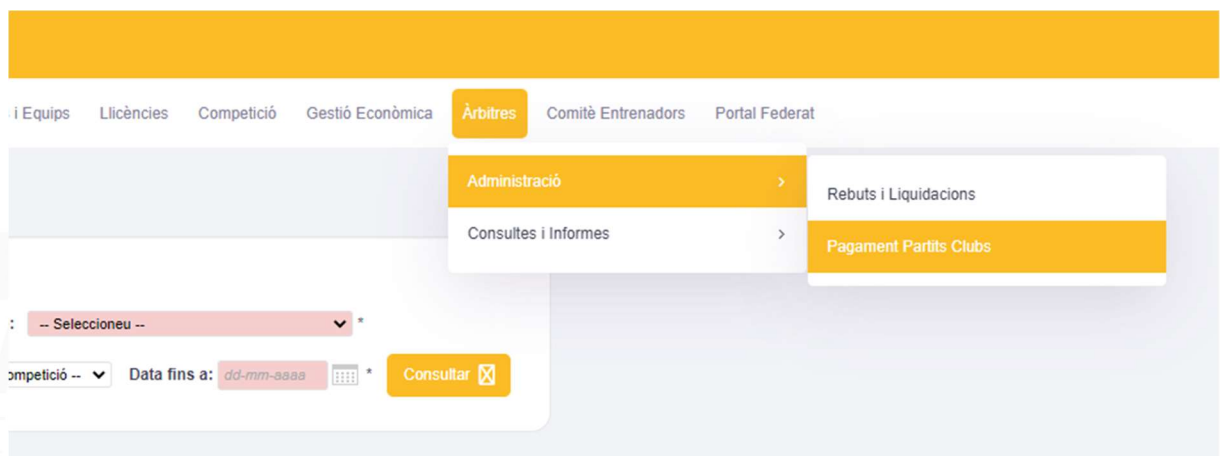 i Equips Llicències Competició Gestió Econòmica Àrbitres Comitè Entrenadors Portal Federat
Administració >
Rebuts i Liquidacions
Consultes i Informes >
Pagament Partits Clubs
: -- Seleccioneu -- *
ompetició -- Data fins a: dd-mm-aaaa * Consultar